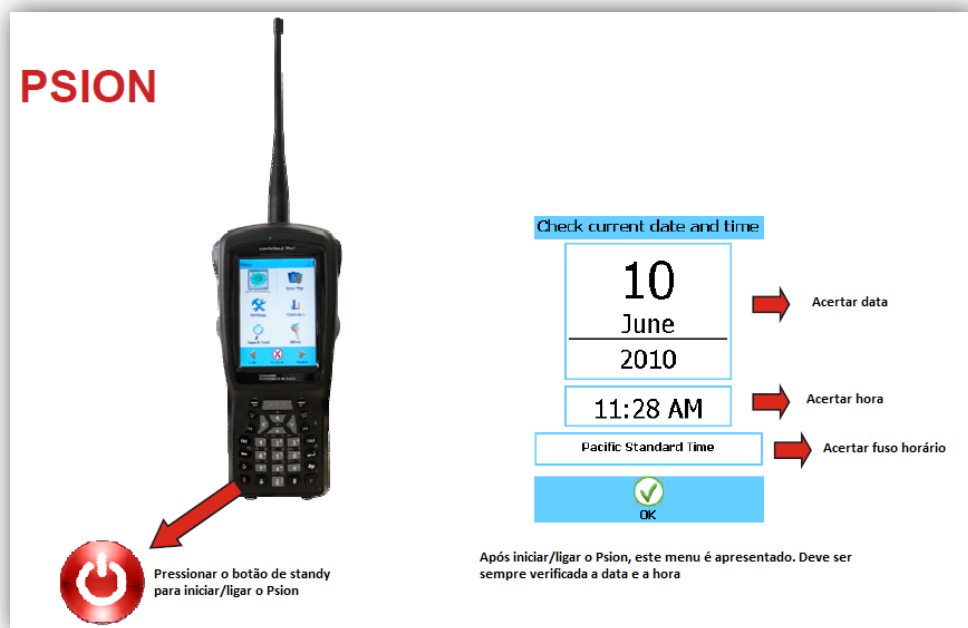 PSION
Check current date and time
10
June
2010
Acertar data
11:28 AM
Acertar hora
Pacific Standard Time
Acertar fuso horário
OK
Settings
Statistics
Pressionar o botão de standy
para iniciar/ligar o Psion
Após iniciar/ligar o Psion, este menu é apresentado. Deve ser
sempre verificada a data e a hora